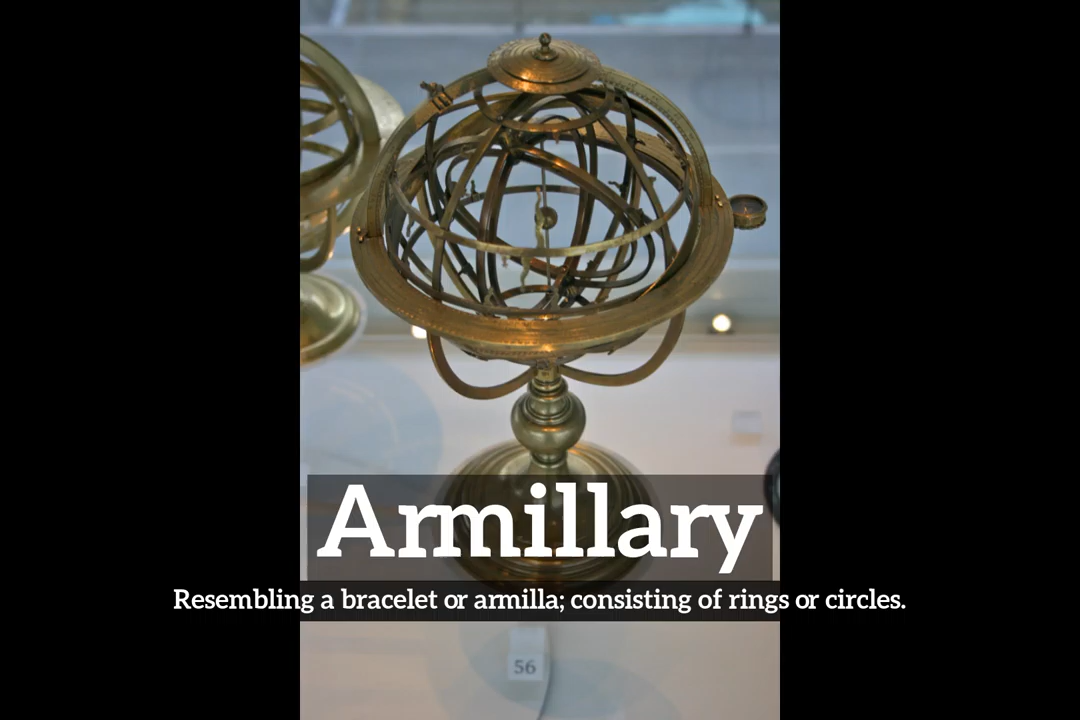 Armillary
Resembling a bracelet or armilla; consisting of rings or circles.
56